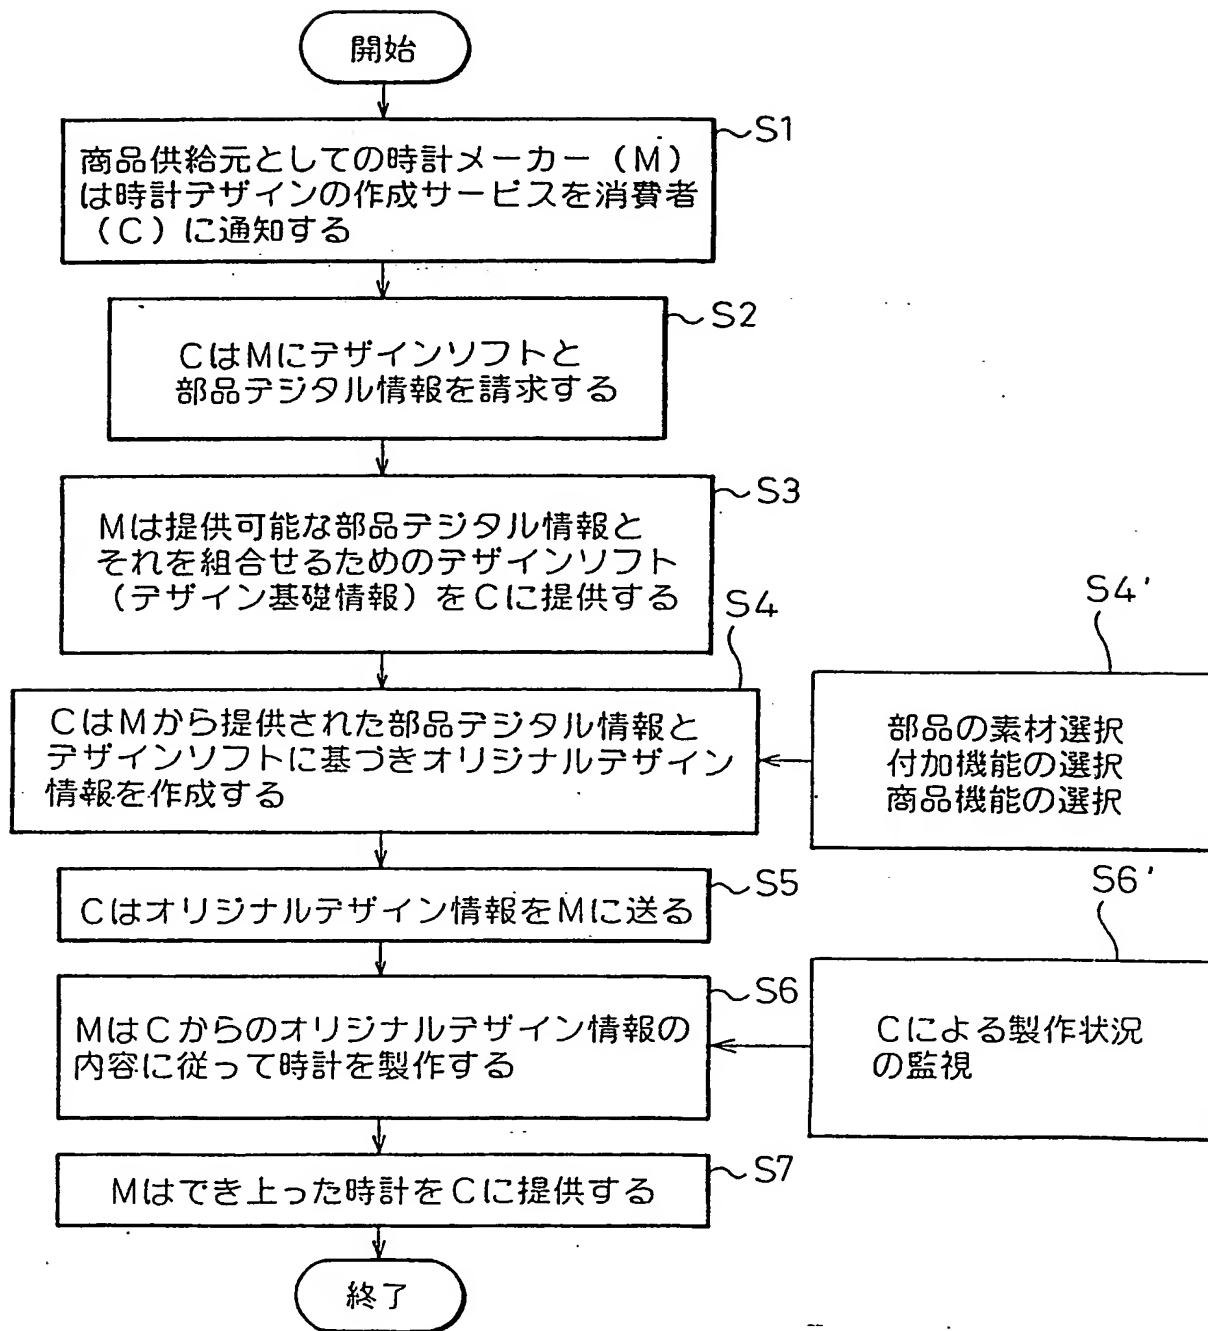 開始
S1
商品供給元としての時計メーカー(M)
は時計デザインの作成サービスを消費者
(C)に通知する
S2
CはMにデザインソフトと
部品デジタル情報を請求する
S3
Mは提供可能な部品デジタル情報と
それを組合せるためのデザインソフト
(デザイン基礎情報)をCに提供する
S4
CはMから提供された部品デジタル情報と
デザインソフトに基づきオリジナルデザイン
情報を作成する
S4'
部品の素材選択
付加機能の選択
商品機能の選択
S5
Cはオリジナルデザイン情報をMに送る
S6
MはCからのオリジナルデザイン情報の
内容に従って時計を製作する
S6'
Cによる製作状況
の監視
S7
Mはでき上った時計をCに提供する
終了